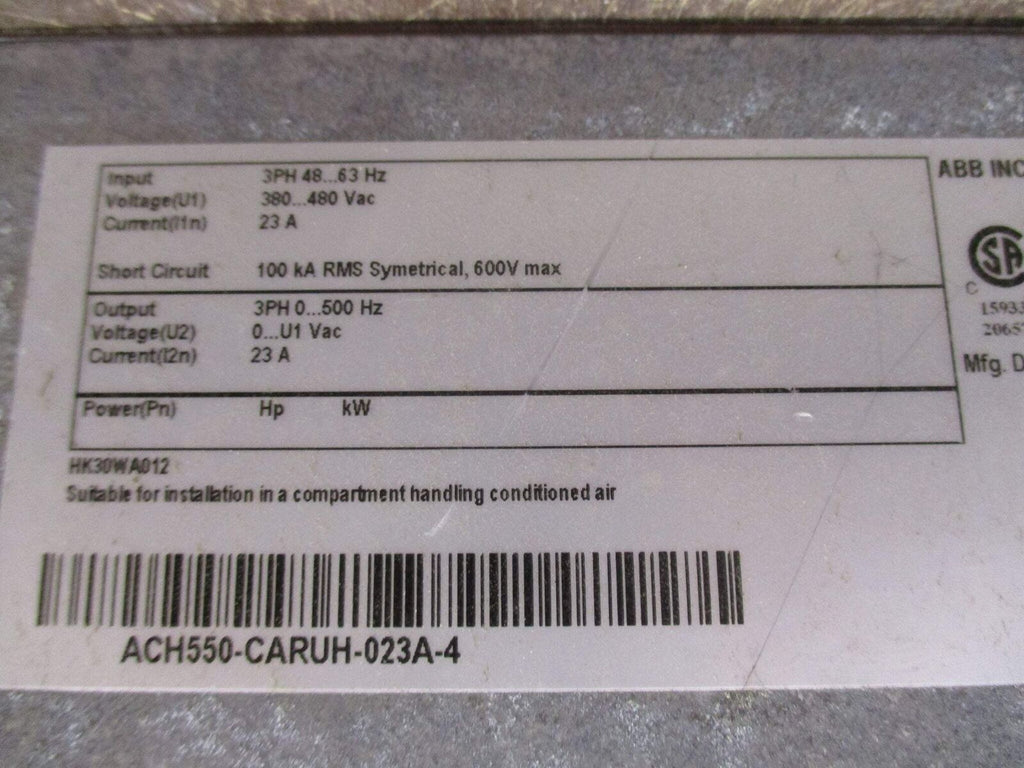 Input 3PH 48...63 Hz
Voltage(U1) 380...480 Vac
Current(I1n) 23 A
Short Circuit 100 kA RMS Symetrical, 600V max
Output 3PH 0...500 Hz
Voltage(U2) 0...U1 Vac
Current(I2n) 23 A
Power(Pn) Hp kW
HK30WA012
Suitable for installation in a compartment handling conditioned air
ACH550-CARUH-023A-4
ABB INC
SA
C
Mfg. D